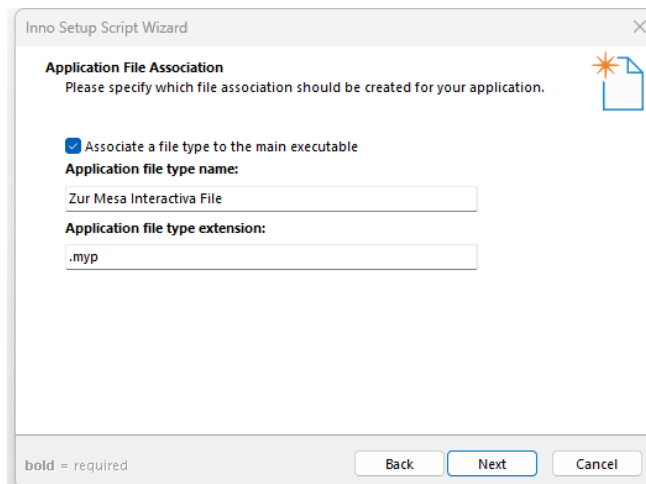 Inno Setup Script Wizard
Application File Association
Please specify which file association should be created for your application.
Associate a file type to the main executable
Application file type name:
Zur Mesa Interactiva File
Application file type extension:
.myp
bold = required
Back
Next
Cancel